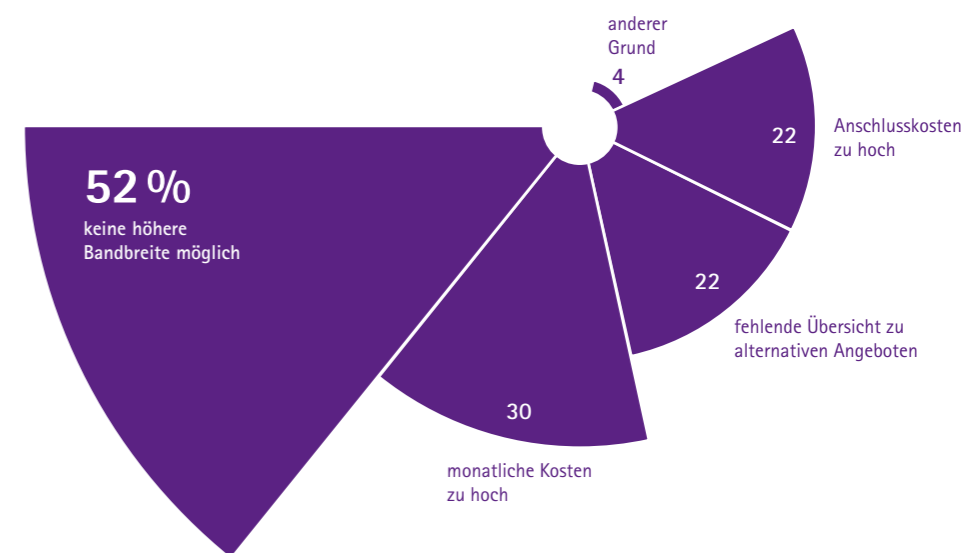 anderer
Grund
4
22
Anschlusskosten
zu hoch
52 %
keine höhere
Bandbreite möglich
22
fehlende Übersicht zu
alternativen Angeboten
30
monatliche Kosten
zu hoch